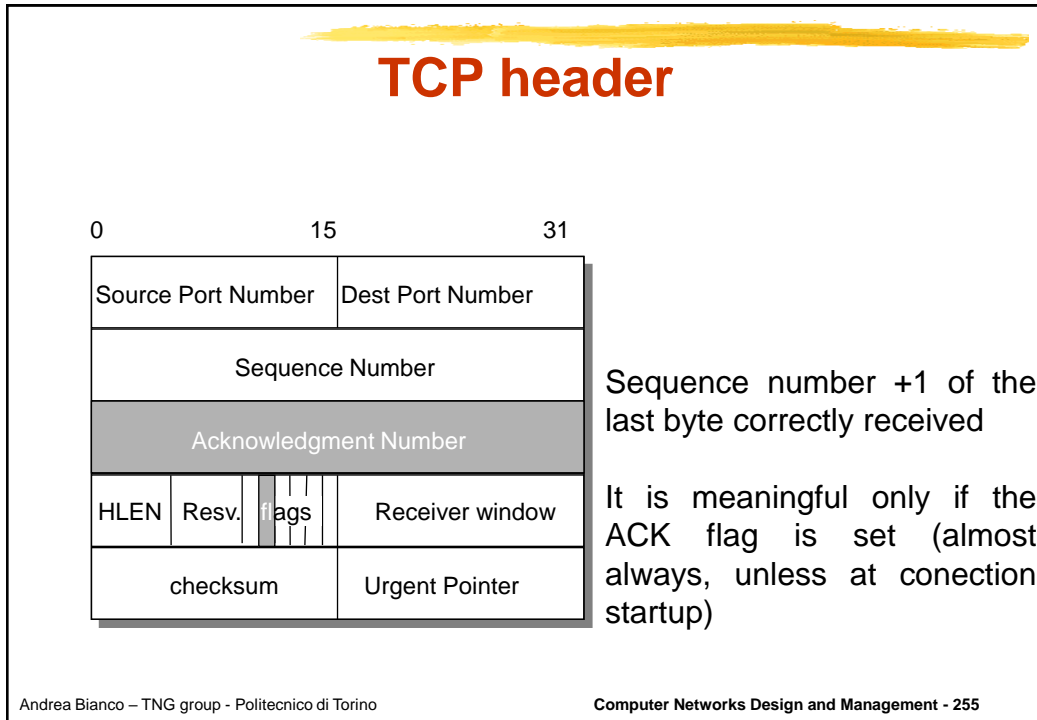 TCP header
0 15 31
Source Port Number Dest Port Number
Sequence Number
Acknowledgment Number
HLEN Resv. flags Receiver window
checksum Urgent Pointer
Sequence number +1 of the
last byte correctly received
It is meaningful only if the
ACK flag is set (almost
always, unless at conection
startup)
Andrea Bianco – TNG group - Politecnico di Torino
Computer Networks Design and Management - 255